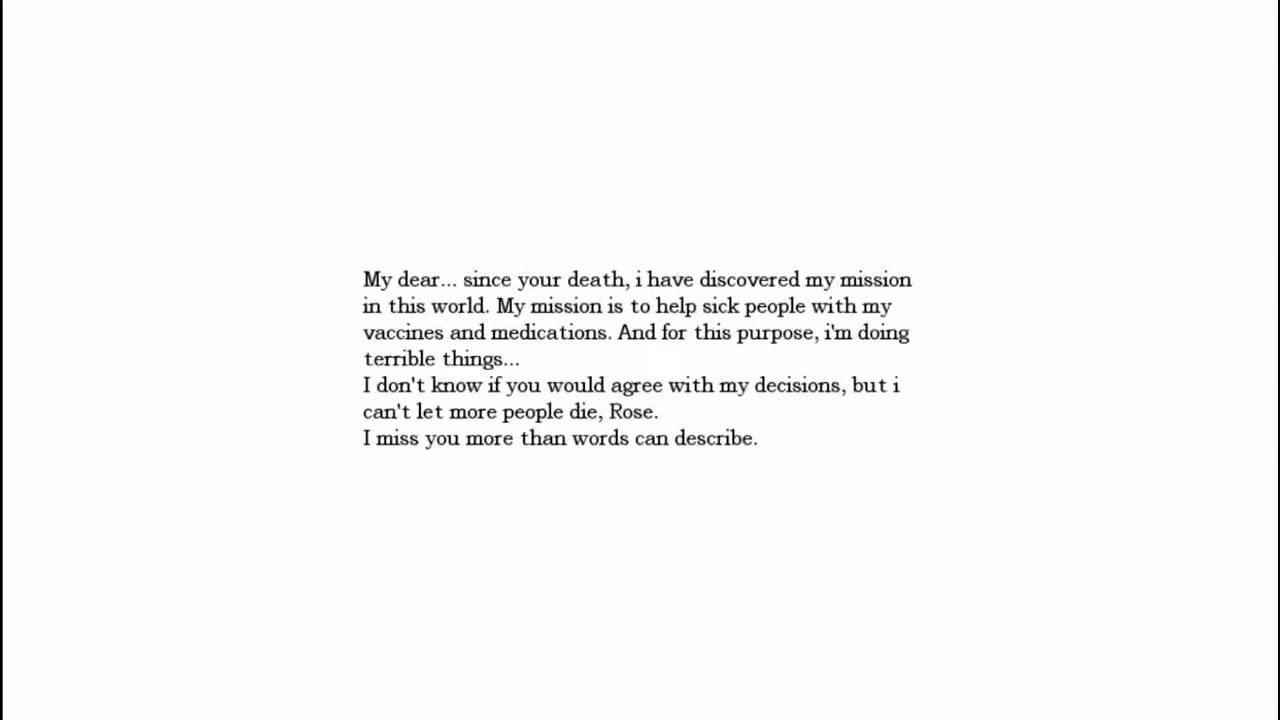 My dear... since your death, i have discovered my mission
in this world. My mission is to help sick people with my
vaccines and medications. And for this purpose, i'm doing
terrible things...
I don't know if you would agree with my decisions, but i
can't let more people die, Rose.
I miss you more than words can describe.